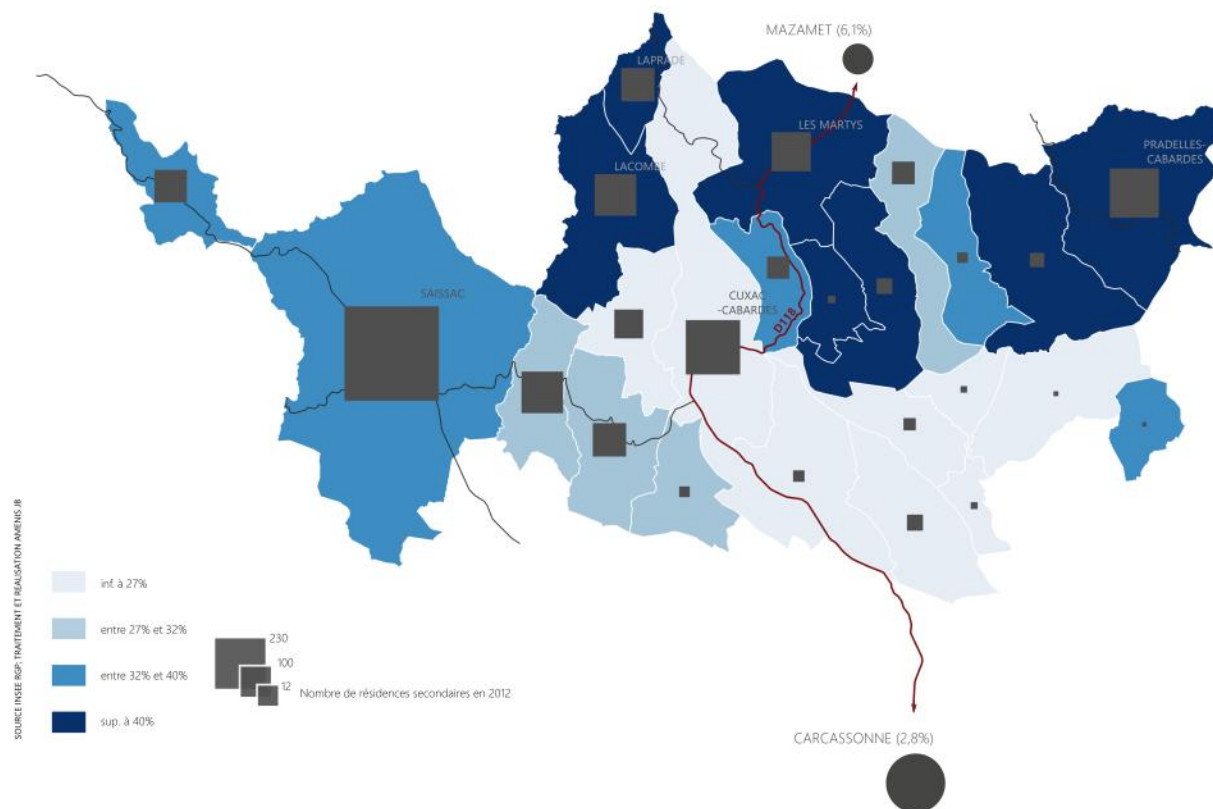 MAZAMET (6,1%)
LAPRADE
LES MARTYS
PRADELLES-
CABARDES
LACOMBE
SAISSAC
CUXAC
-CABARDES
D118
inf. à 27%
entre 27% et 32%
entre 32% et 40%
sup. à 40%
230
100
12
Nombre de résidences secondaires en 2012
SOURCE INSEE RGP; TRAITEMENT ET REALISATION AMENIS JB
CARCASSONNE (2,8%)